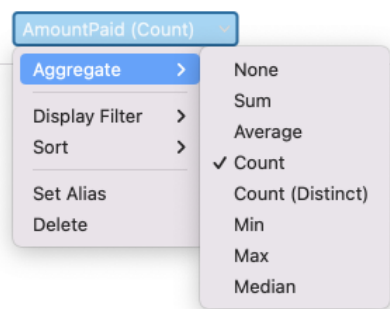 AmountPaid (Count)
Aggregate
Display Filter
Sort
Set Alias
Delete
None
Sum
Average
✓ Count
Count (Distinct)
Min
Max
Median